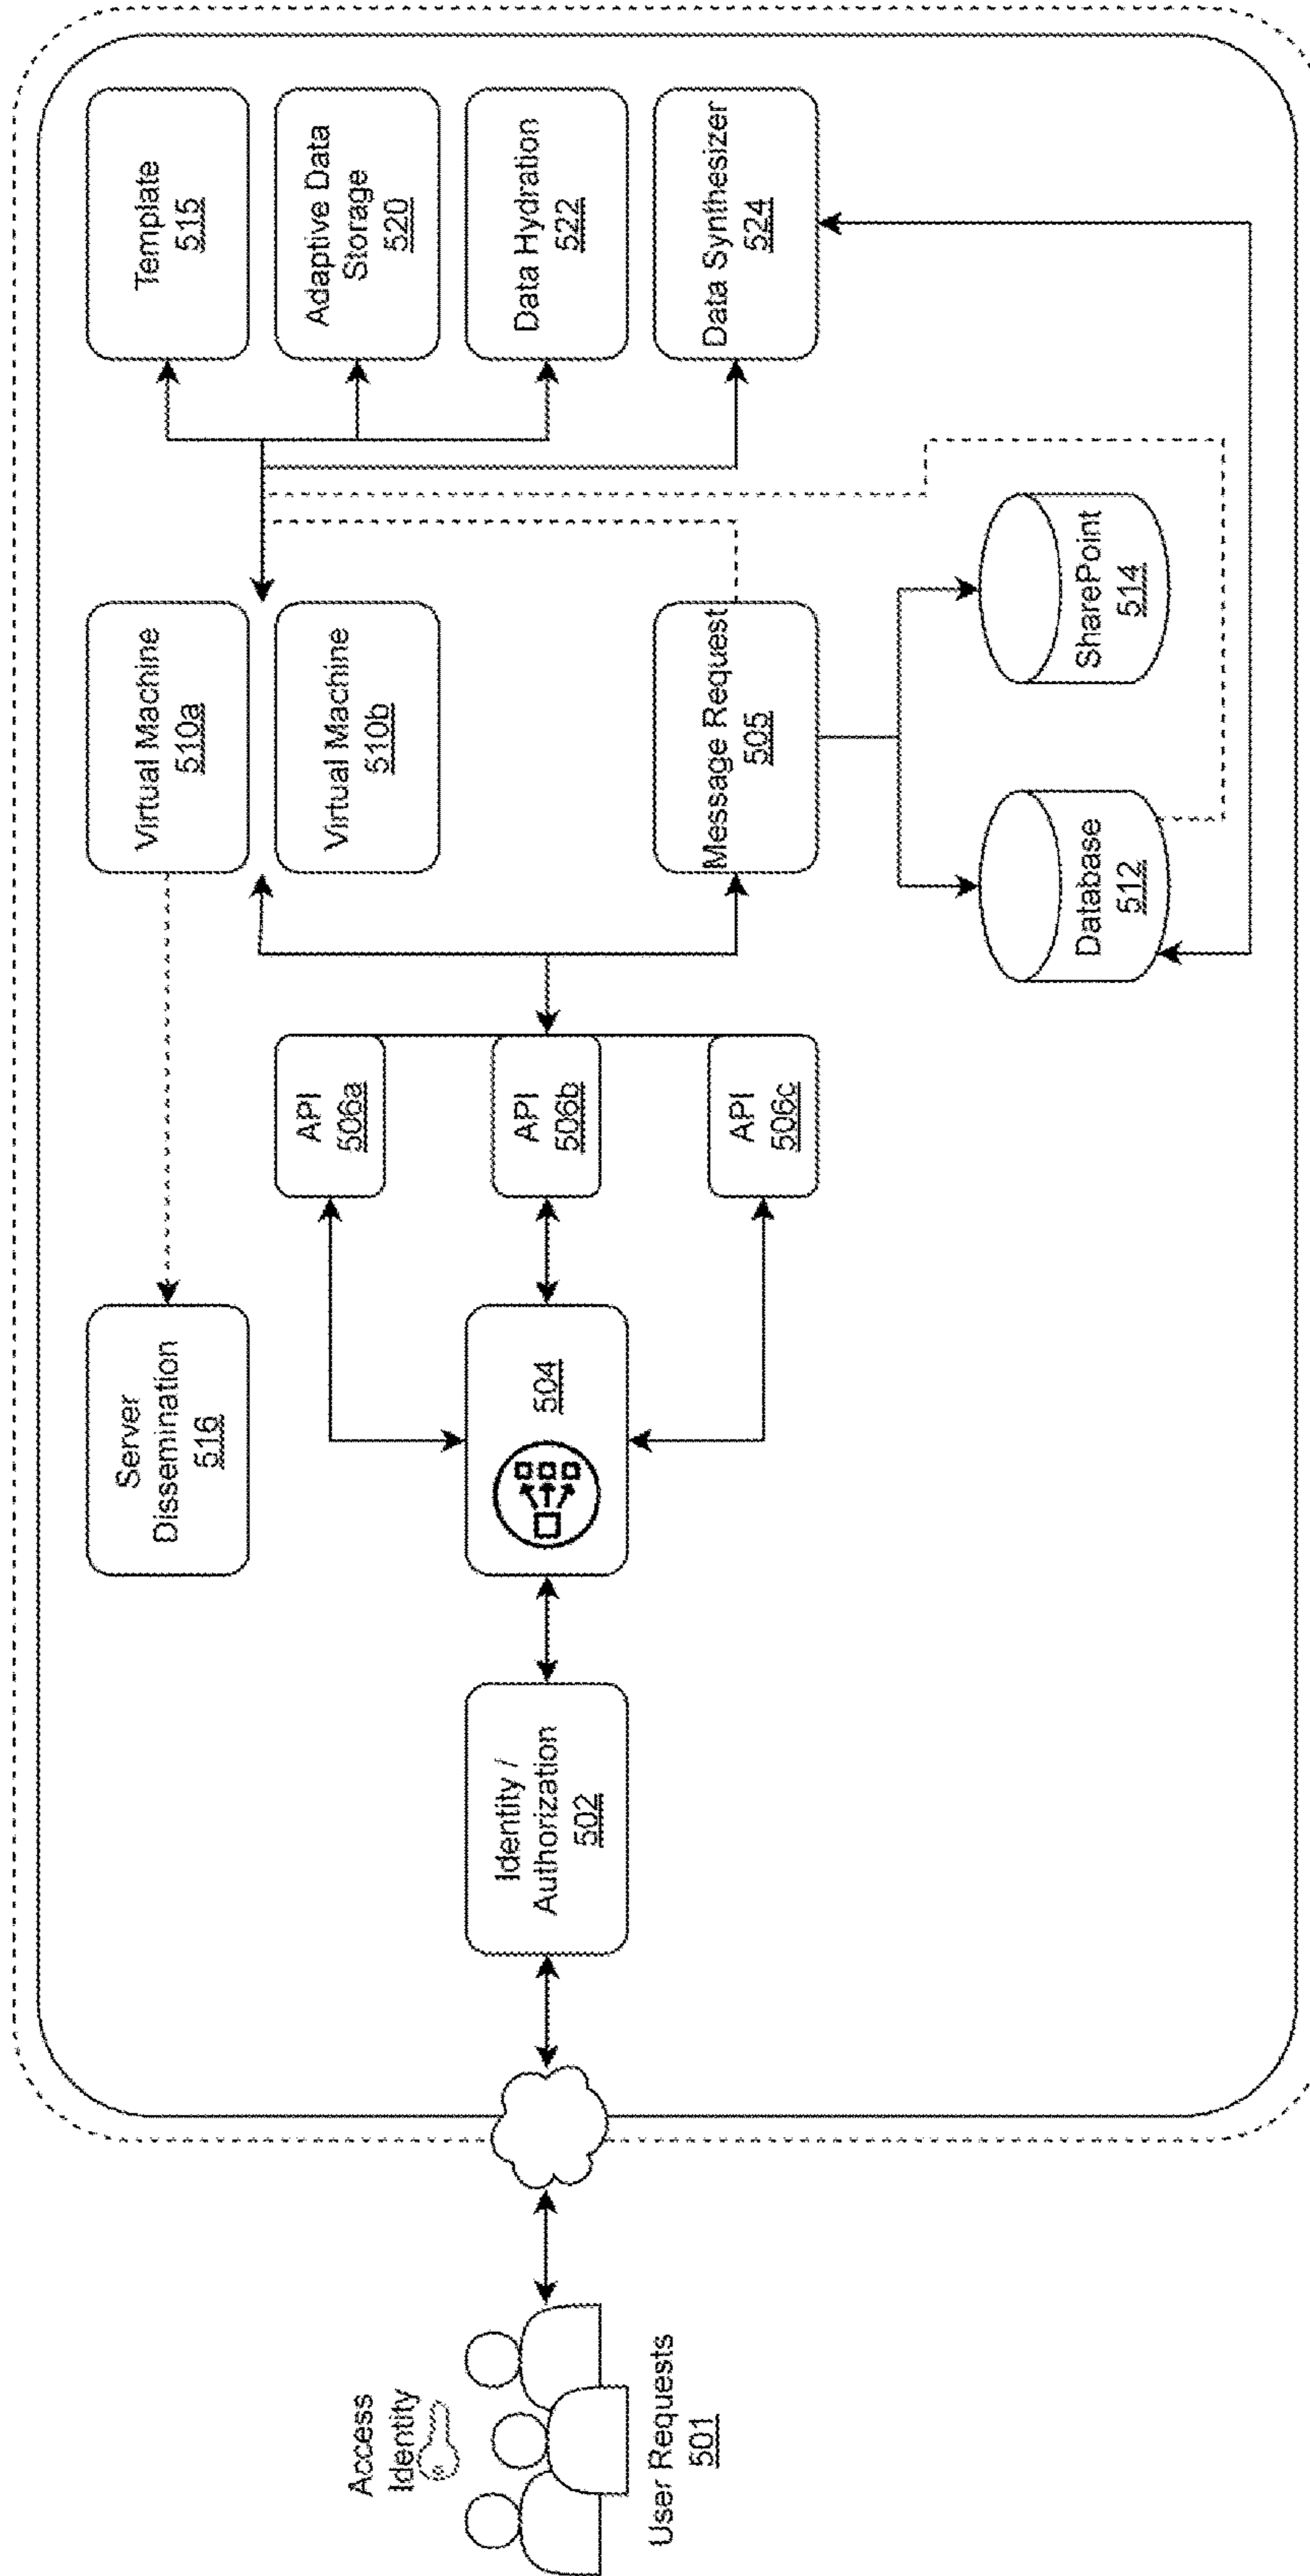 Access
Identity
User Requests
501
Identity /
Authorization
502
504
Server
Dissemination
516
API
506a
API
506b
API
506c
Virtual Machine
510a
Virtual Machine
510b
Message Request
505
Database
512
SharePoint
514
Template
515
Adaptive Data
Storage
520
Data Hydration
522
Data Synthesizer
524